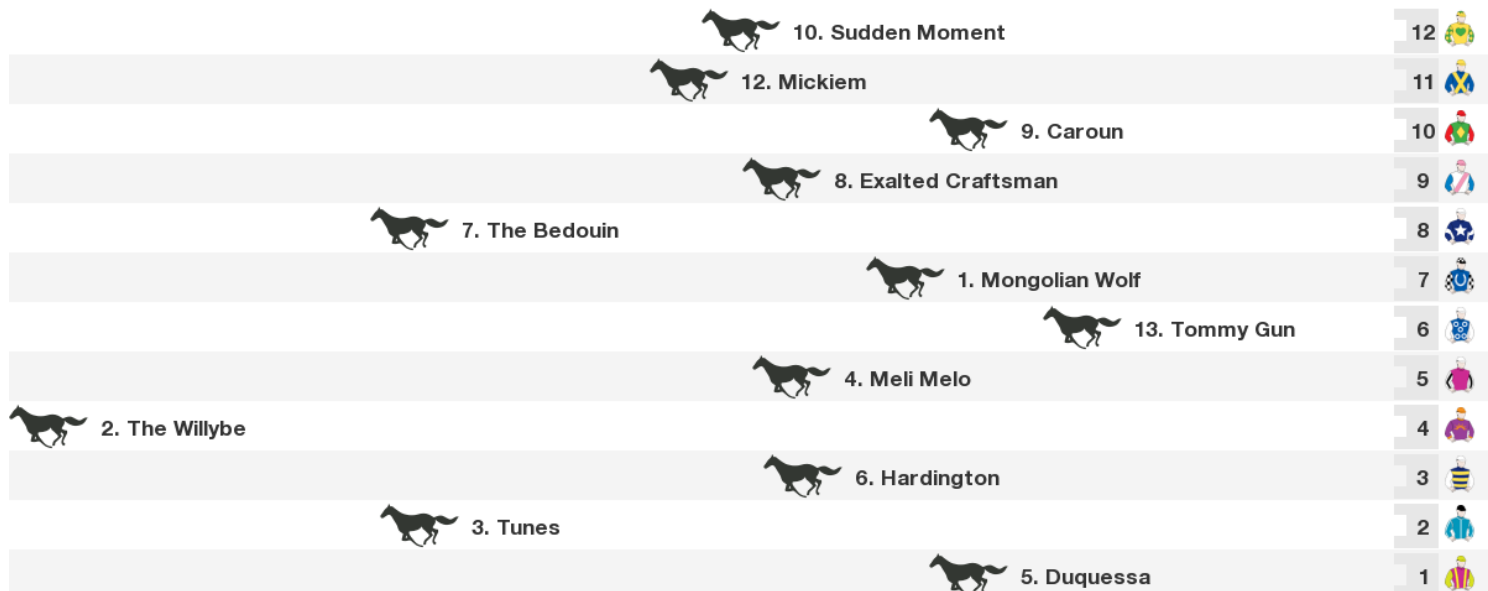 10. Sudden Moment 12
12. Mickiem 11
9. Caroun 10
8. Exalted Craftsman 9
7. The Bedouin 8
1. Mongolian Wolf 7
13. Tommy Gun 6
4. Meli Melo 5
2. The Willybe 4
6. Hardington 3
3. Tunes 2
5. Duquessa 1